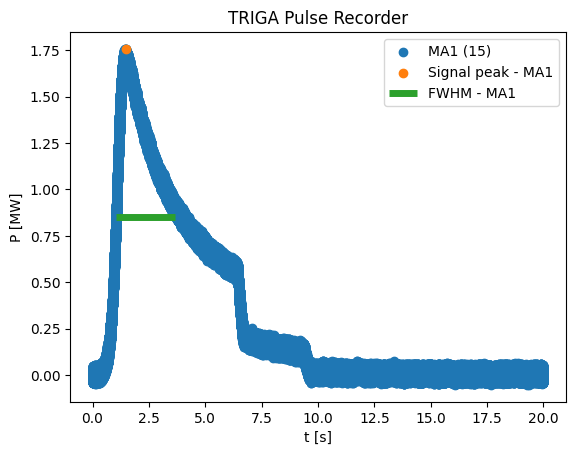 TRIGA Pulse Recorder
MA1 (15)
Signal peak - MA1
FWHM - MA1
P [MW]
1.75
1.50
1.25
1.00
0.75
0.50
0.25
0.00
0.0 2.5 5.0 7.5 10.0 12.5 15.0 17.5 20.0
t [s]